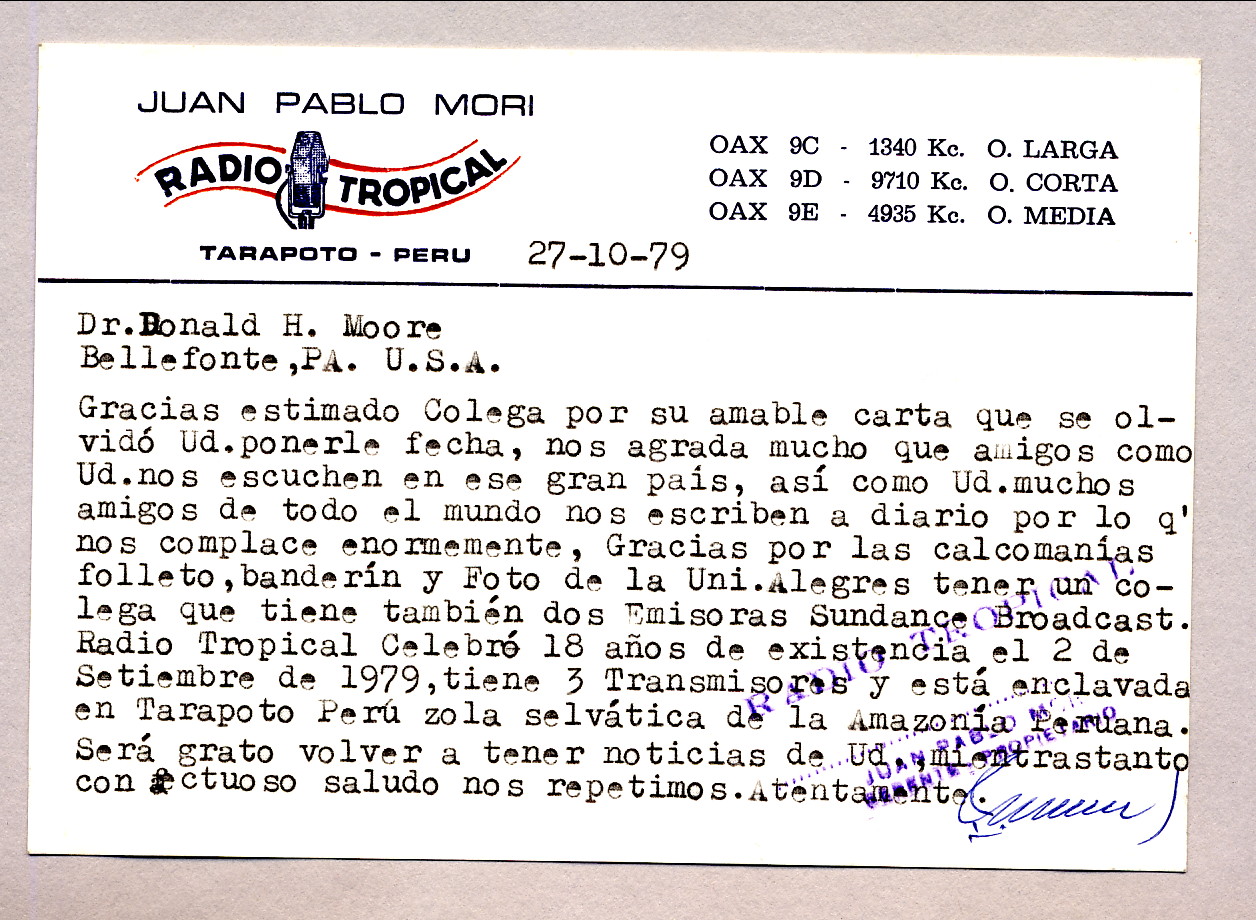 JUAN PABLO MORI
RADIO TROPICAL
TARAPOTO - PERU
OAX 9C - 1340 Kc. O. LARGA
OAX 9D - 9710 Kc. O. CORTA
OAX 9E - 4935 Kc. O. MEDIA
27-10-79
Dr.Donald H. Moore
Bellefonte,PA. U.S.A.
Gracias estimado Colega por su amable carta que se ol-
vidó Ud.ponerle fecha, nos agrada mucho que amigos como
Ud.nos escuchen en ese gran país, así como Ud.muchos
amigos de todo el mundo nos escriben a diario por lo q'
nos complace enormemente, Gracias por las calcomanías
folleto,banderín y Foto de la Uni.Alegres tener un co-
lega que tiene también dos Emisoras Sundance Broadcast.
Radio Tropical Celebró 18 años de existencia el 2 de
Setiembre de 1979,tiene 3 Transmisores y está enclavada
en Tarapoto Perú zola selvática de la Amazonía Peruana.
Será grato volver a tener noticias de Ud.,mientrastanto
con fectuoso saludo nos repetimos.Atentamente.
RADIO TROPICAL
JUAN PABLO MORI
GERENTE PROPIETARIO